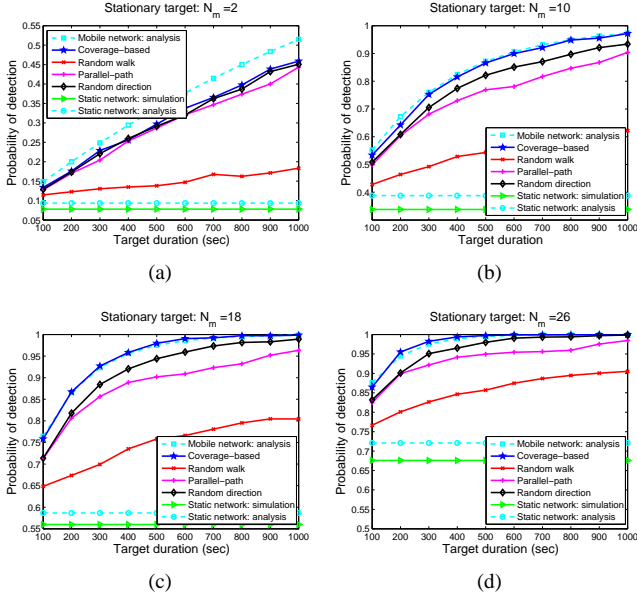 Stationary target: N_m =2
Probability of detection
0.55
0.5
0.45
0.4
0.35
0.3
0.25
0.2
0.15
0.1
0.05
Mobile network: analysis
Coverage−based
Random walk
Parallel−path
Random direction
Static network: simulation
Static network: analysis
100 200 300 400 500 600 700 800 900 1000
Target duration (sec)
(a)
Stationary target: N_m =10
Probability of detection
1
0.9
0.8
0.7
0.6
0.5
0.4
Mobile network: analysis
Coverage−based
Random walk
Parallel−path
Random direction
Static network: simulation
Static network: analysis
100 200 300 400 500 600 700 800 900 1000
Target duration
(b)
Stationary target: N_m =18
Probability of detection
1
0.95
0.9
0.85
0.8
0.75
0.7
0.65
0.6
0.55
Mobile network: analysis
Coverage−based
Random walk
Parallel−path
Random direction
Static network: simulation
Static network: analysis
100 200 300 400 500 600 700 800 900 1000
Target duration (sec)
(c)
Stationary target: N_m =26
Probability of detection
1
0.95
0.9
0.85
0.8
0.75
0.7
0.65
0.6
0.55
0.5
Mobile network: analysis
Coverage−based
Random walk
Parallel−path
Random direction
Static network: simulation
Static network: analysis
100 200 300 400 500 600 700 800 900 1000
Target duration (sec)
(d)